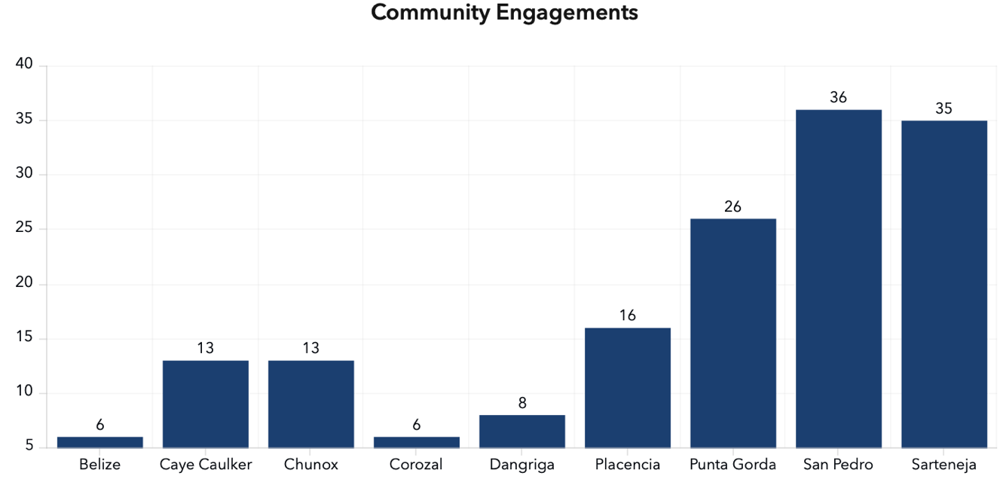 Community Engagements
40
35
30
25
20
15
10
5
6
13
13
6
8
16
26
36
35
Belize
Caye Caulker
Chunox
Corozal
Dangriga
Placencia
Punta Gorda
San Pedro
Sarteneja